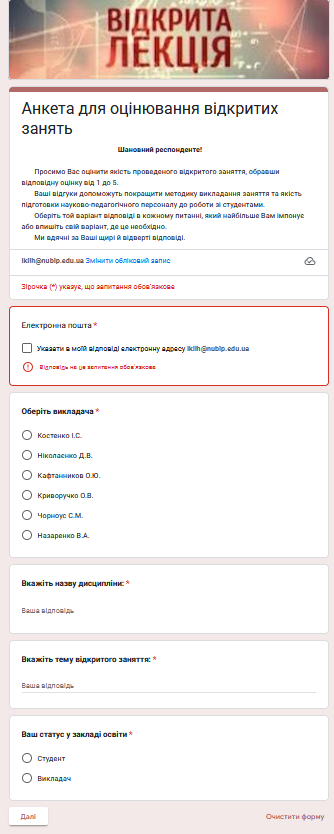 ВІДКРИТА
ЛЕКЦІЯ
Анкета для оцінювання відкритих
занять
Шановний респонденте!
Просимо Вас оцінити якість проведеного відкритого заняття, обравши
відповідну оцінку від 1 до 5.
Ваші відгуки допоможуть покращити методику викладання заняття та якість
підготовки науково-педагогічного персоналу до роботи зі студентами.
Оберіть той варіант відповіді в кожному питанні, який найбільше Вам імпонує
або впишіть свій варіант, де це необхідно.
Ми вдячні за Ваші щирі й відверті відповіді.
lklih@nubip.edu.ua Змінити обліковий запис
Зірочка (*) указує, що запитання обов'язкове
Електронна пошта *
Указати в моїй відповіді електронну адресу lklih@nubip.edu.ua
Відповідь на це запитання обов'язкова
Оберіть викладача *
Костенко І.С.
Ніколаєнко Д.В.
Кафтанников О.Ю.
Криворучко О.В.
Чорноус С.М.
Назаренко В.А.
Вкажіть назву дисципліни: *
Ваша відповідь
Вкажіть тему відкритого заняття: *
Ваша відповідь
Ваш статус у закладі освіти *
Студент
Викладач
Далі
Очистити форму